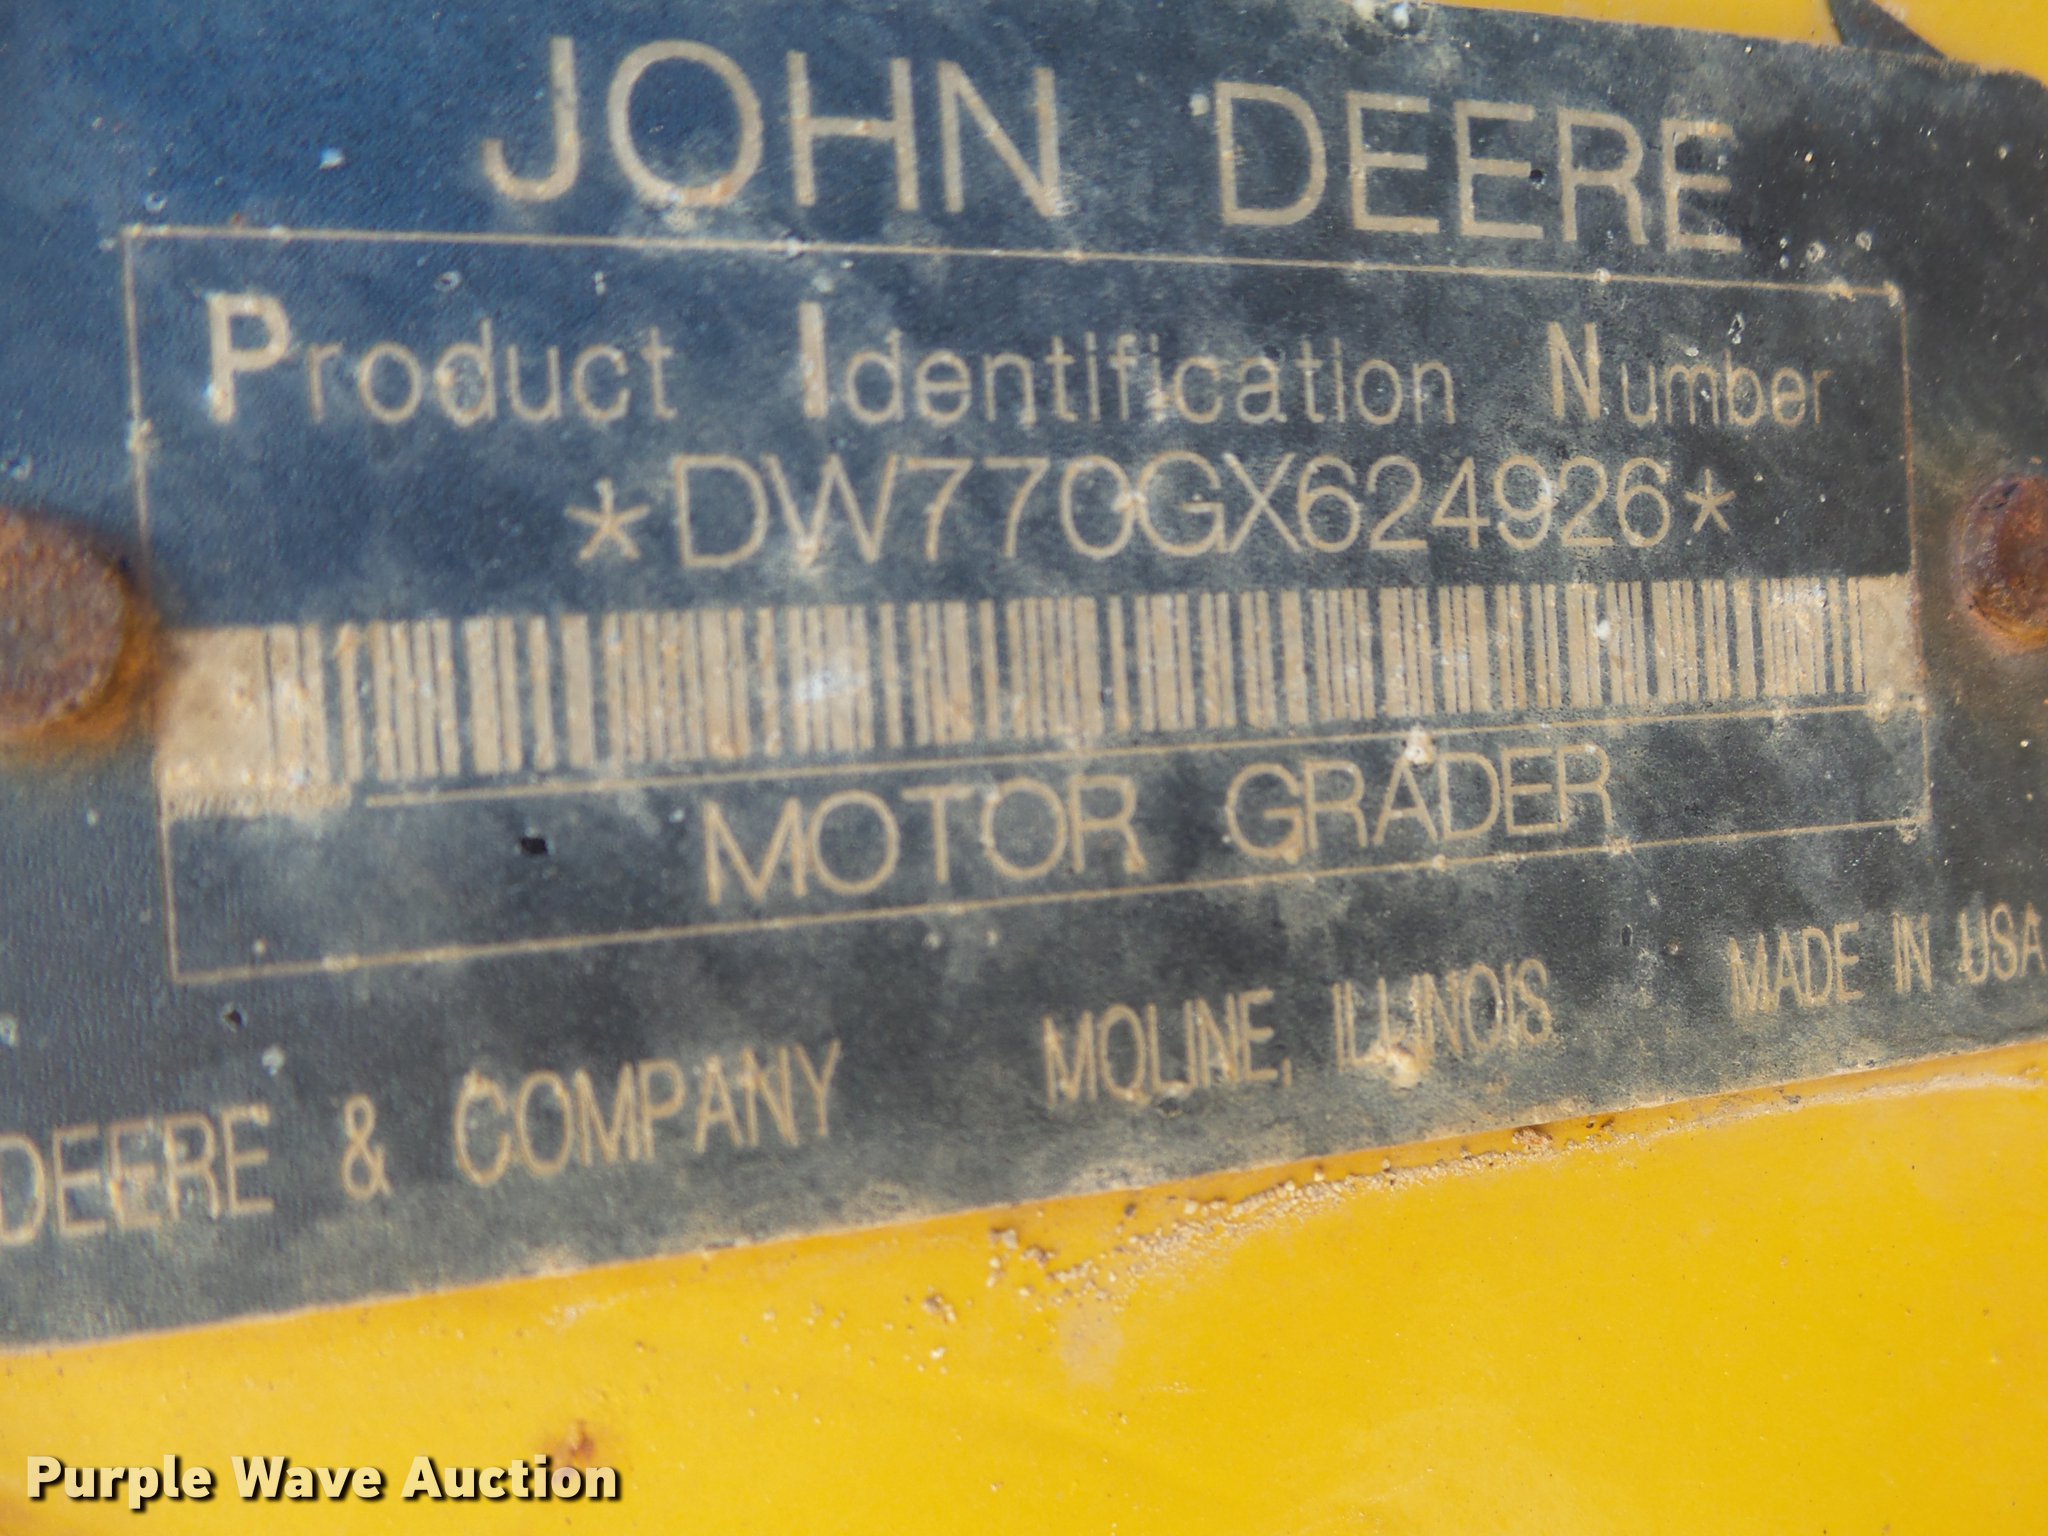 JOHN DEERE
Product Identification Number
*DW770GX624926*
MOTOR GRADER
DEERE & COMPANY MOLINE, ILLINOIS MADE IN USA
Purple Wave Auction